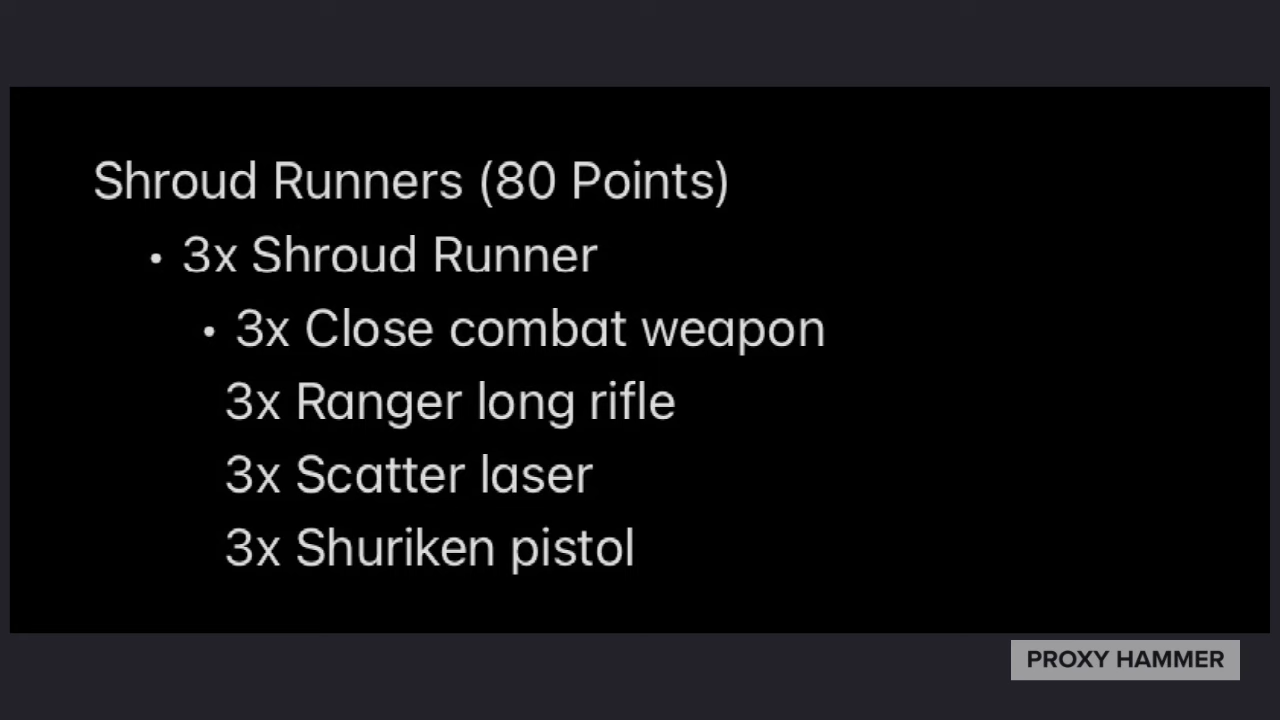 Shroud Runners (80 Points)
• 3x Shroud Runner
• 3x Close combat weapon
3x Ranger long rifle
3x Scatter laser
3x Shuriken pistol
PROXY HAMMER